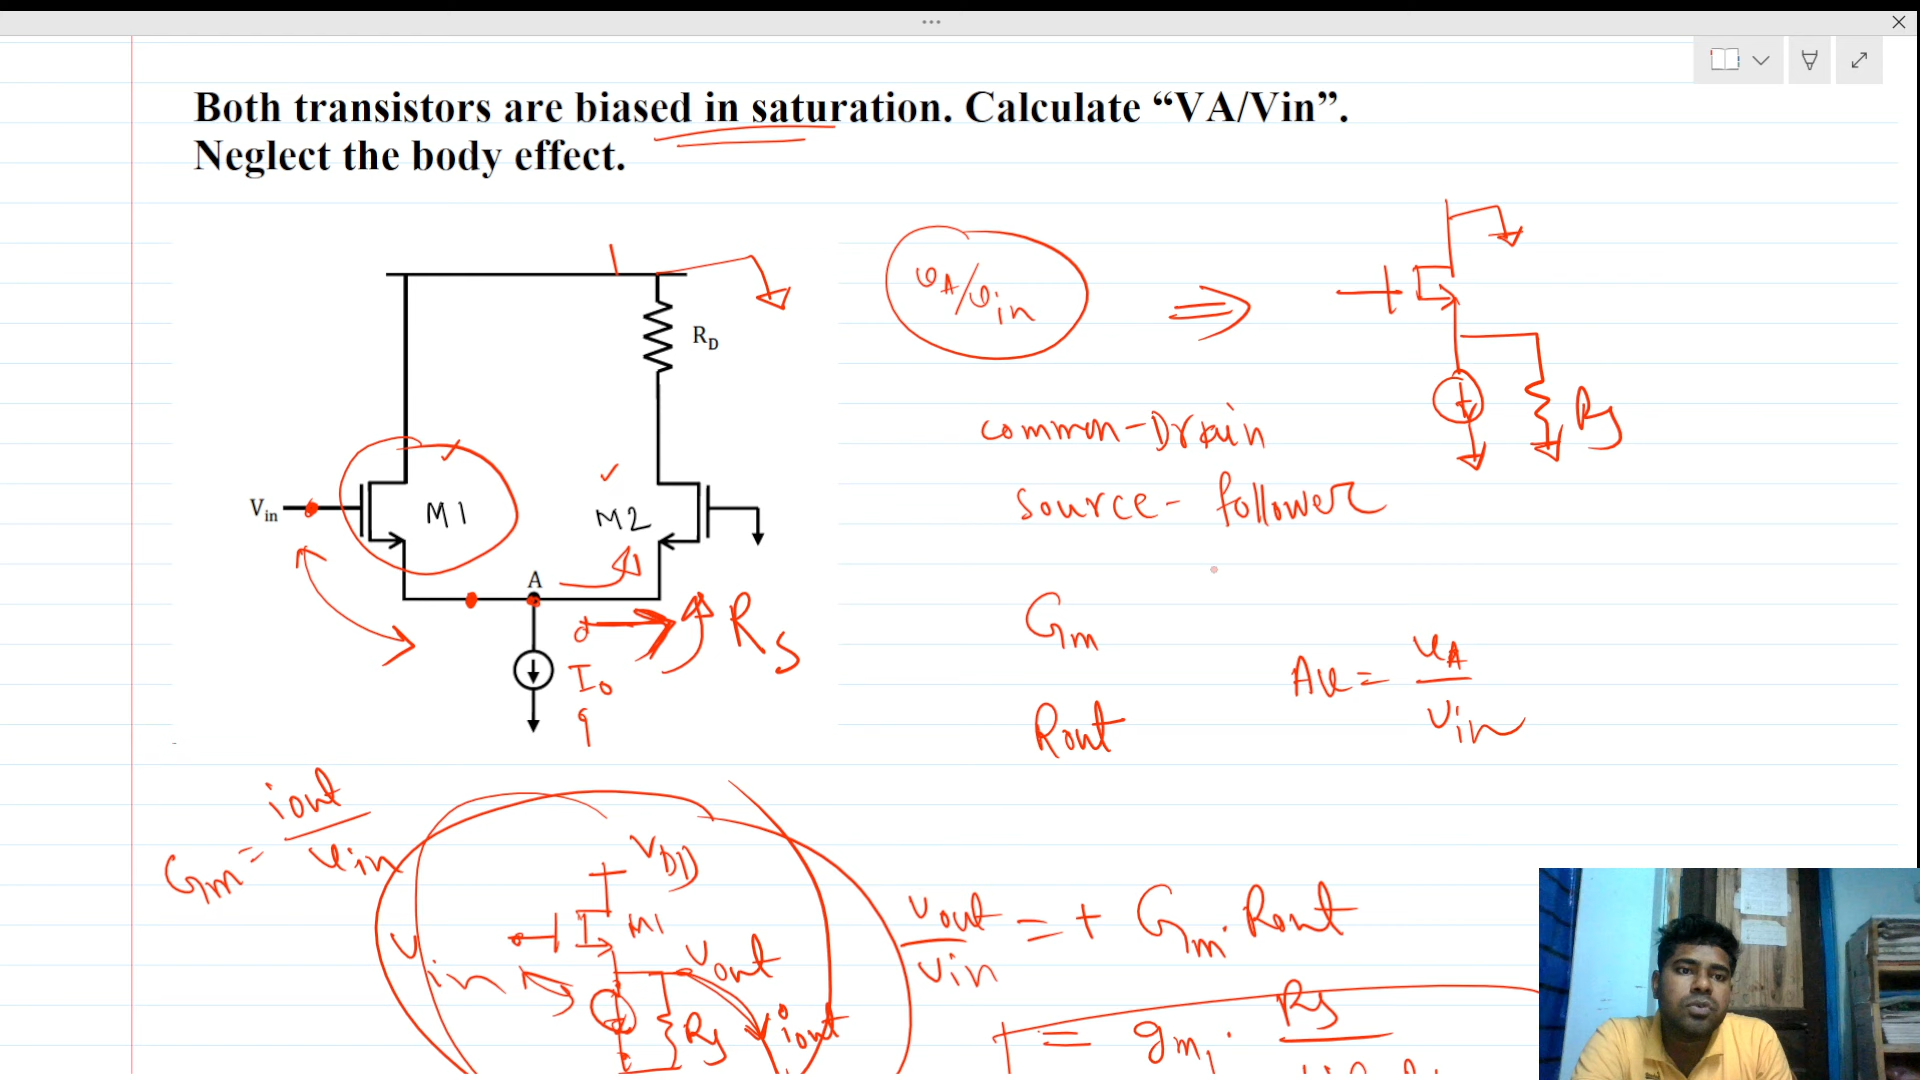 Both transistors are biased in saturation. Calculate “VA/Vin”.
Neglect the body effect.
RD
Vin
M1
M2
A
Io
RS
vA/vin
Common-Drain
Source-follower
RS
Gm
Rout
Av = vA/vin
Gm = iout/vin
VDD
M1
vin
vout
RS
iout
vout/vin = + Gm. Rout
= gm1 . RS